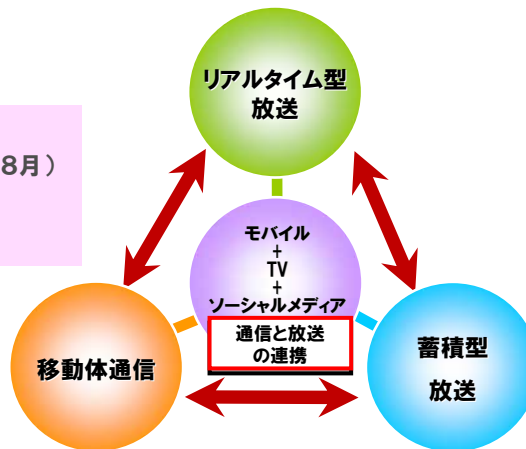 リアルタイム型
放送
8月）
モバイル
+
TV
+
ソーシャルメディア
通信と放送
の連携
移動体通信
蓄積型
放送